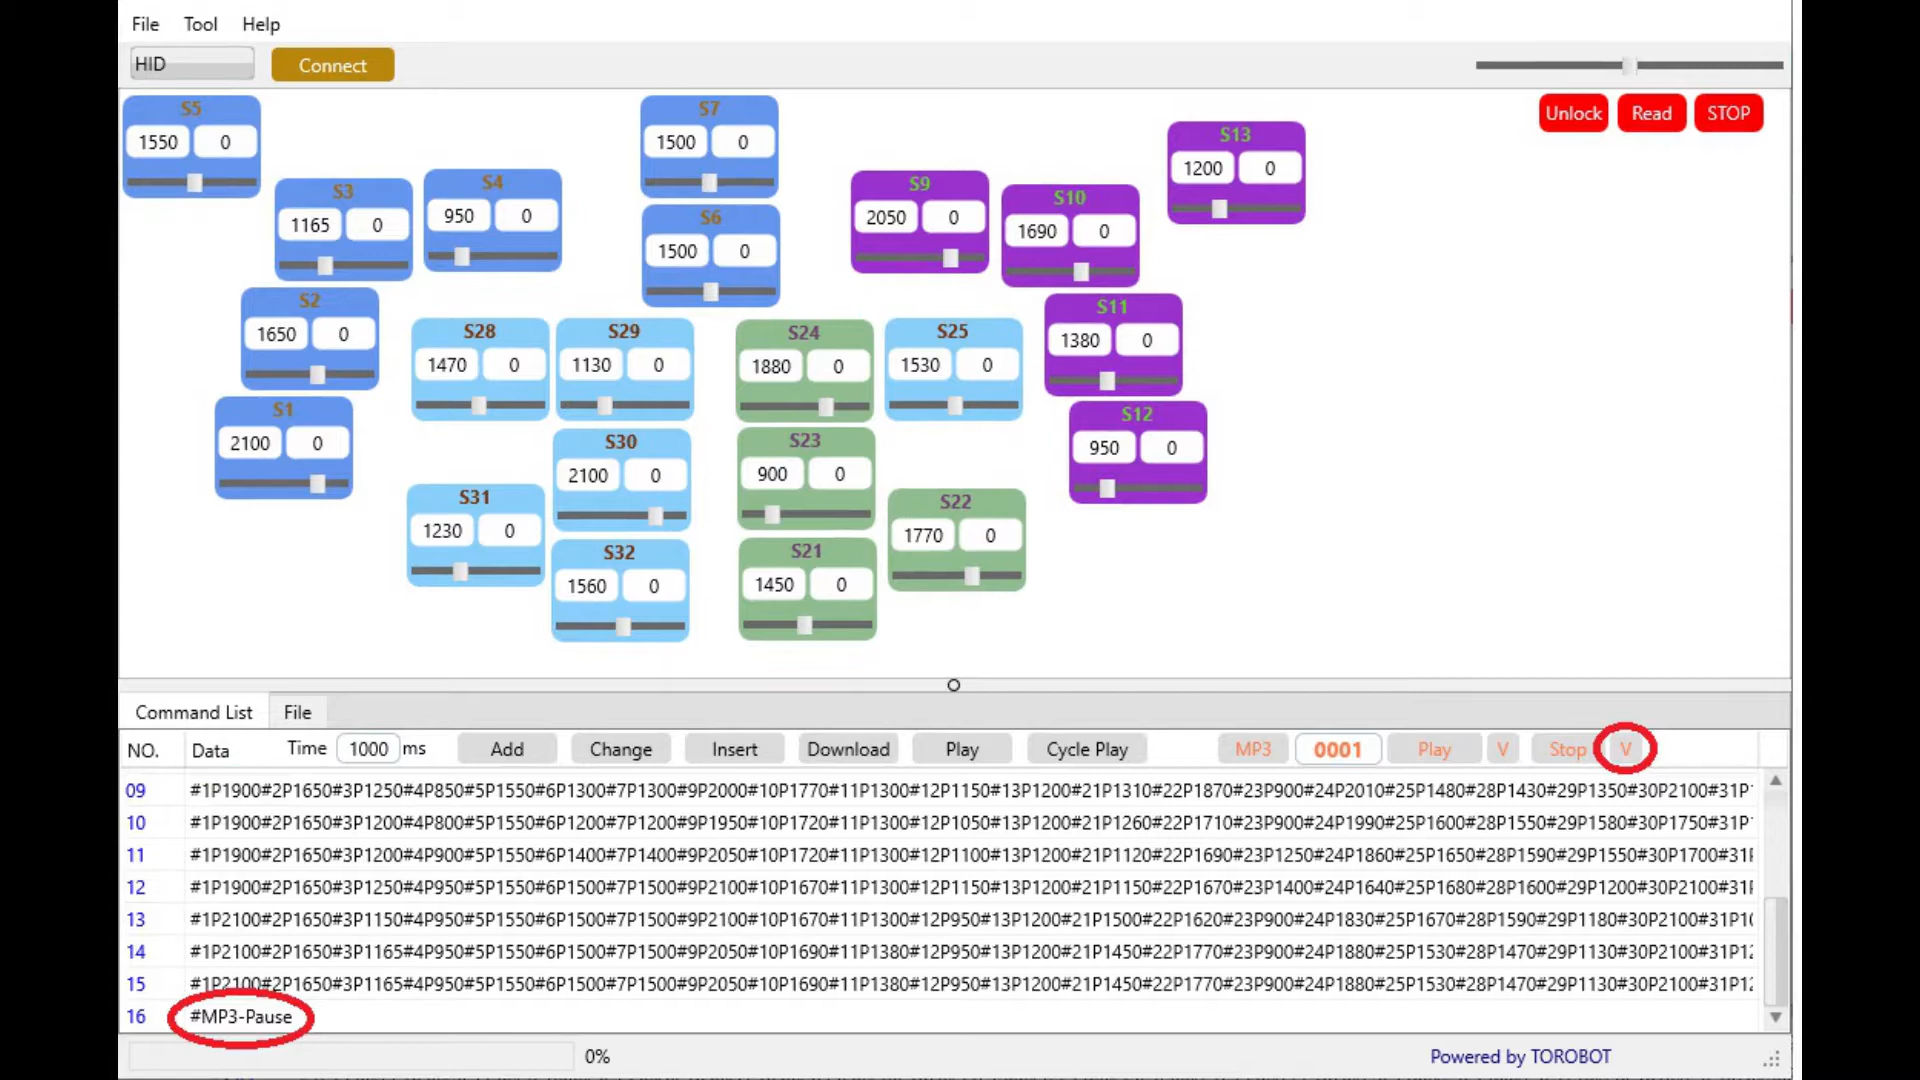 File Tool Help
HID Connect
Unlock Read STOP
S5
1550 0
S7
1500 0
S13
1200 0
S3
1165 0
S4
950 0
S6
1500 0
S9
2050 0
S10
1690 0
S2
1650 0
S28
1470 0
S29
1130 0
S24
1880 0
S25
1530 0
S11
1380 0
S1
2100 0
S30
2100 0
S23
900 0
S12
950 0
S31
1230 0
S22
1770 0
S32
1560 0
S21
1450 0
Command List File
NO. Data Time 1000 ms Add Change Insert Download Play Cycle Play MP3 0001 Play V Stop V
09 #1P1900#2P1650#3P1250#4P850#5P1550#6P1300#7P1300#9P2000#10P1770#11P1300#12P1150#13P1200#21P1310#22P1870#23P900#24P2010#25P1480#28P1430#29P1350#30P2100#31P
10 #1P1900#2P1650#3P1200#4P800#5P1550#6P1200#7P1200#9P1950#10P1720#11P1300#12P1050#13P1200#21P1260#22P1710#23P900#24P1990#25P1600#28P1550#29P1580#30P1750#31P
11 #1P1900#2P1650#3P1200#4P900#5P1550#6P1400#7P1400#9P2050#10P1720#11P1300#12P1100#13P1200#21P1120#22P1690#23P1250#24P1860#25P1650#28P1590#29P1550#30P1700#31
12 #1P1900#2P1650#3P1250#4P950#5P1550#6P1500#7P1500#9P2100#10P1670#11P1300#12P1150#13P1200#21P1150#22P1670#23P1400#24P1640#25P1680#28P1600#29P1200#30P2100#31
13 #1P2100#2P1650#3P1150#4P950#5P1550#6P1500#7P1500#9P2100#10P1670#11P1300#12P950#13P1200#21P1500#22P1620#23P900#24P1830#25P1670#28P1590#29P1180#30P2100#31P1
14 #1P2100#2P1650#3P1165#4P950#5P1550#6P1500#7P1500#9P2050#10P1690#11P1380#12P950#13P1200#21P1450#22P1770#23P900#24P1880#25P1530#28P1470#29P1130#30P2100#31P12
15 #1P2100#2P1650#3P1165#4P950#5P1550#6P1500#7P1500#9P2050#10P1690#11P1380#12P950#13P1200#21P1450#22P1770#23P900#24P1880#25P1530#28P1470#29P1130#30P2100#31P12
16 #MP3-Pause
0% Powered by TOROBOT